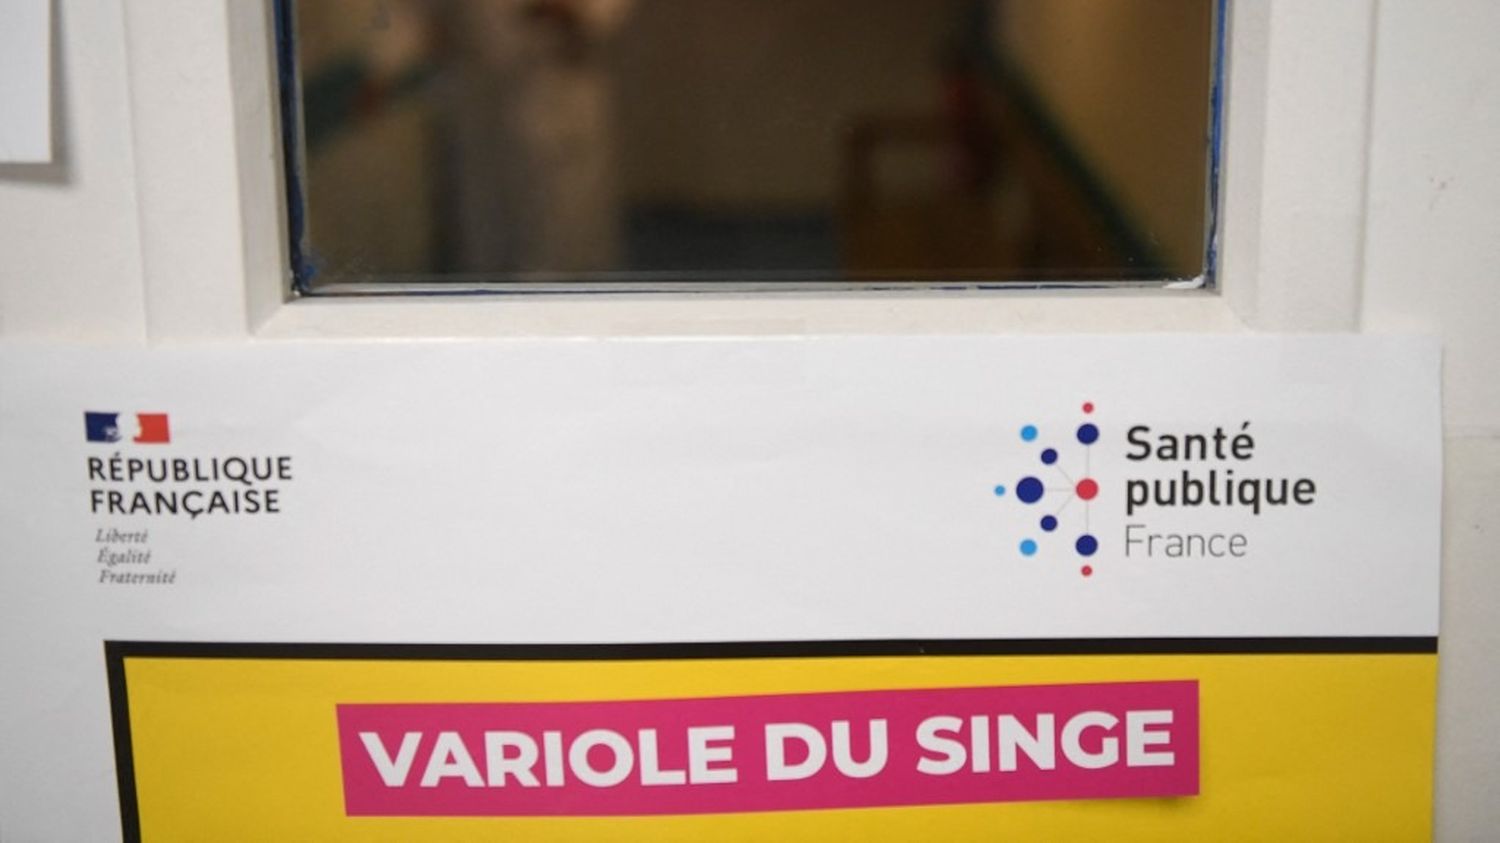 RÉPUBLIQUE
FRANÇAISE
Liberté
Égalité
Fraternité
Santé
publique
France
VARIOLE DU SINGE